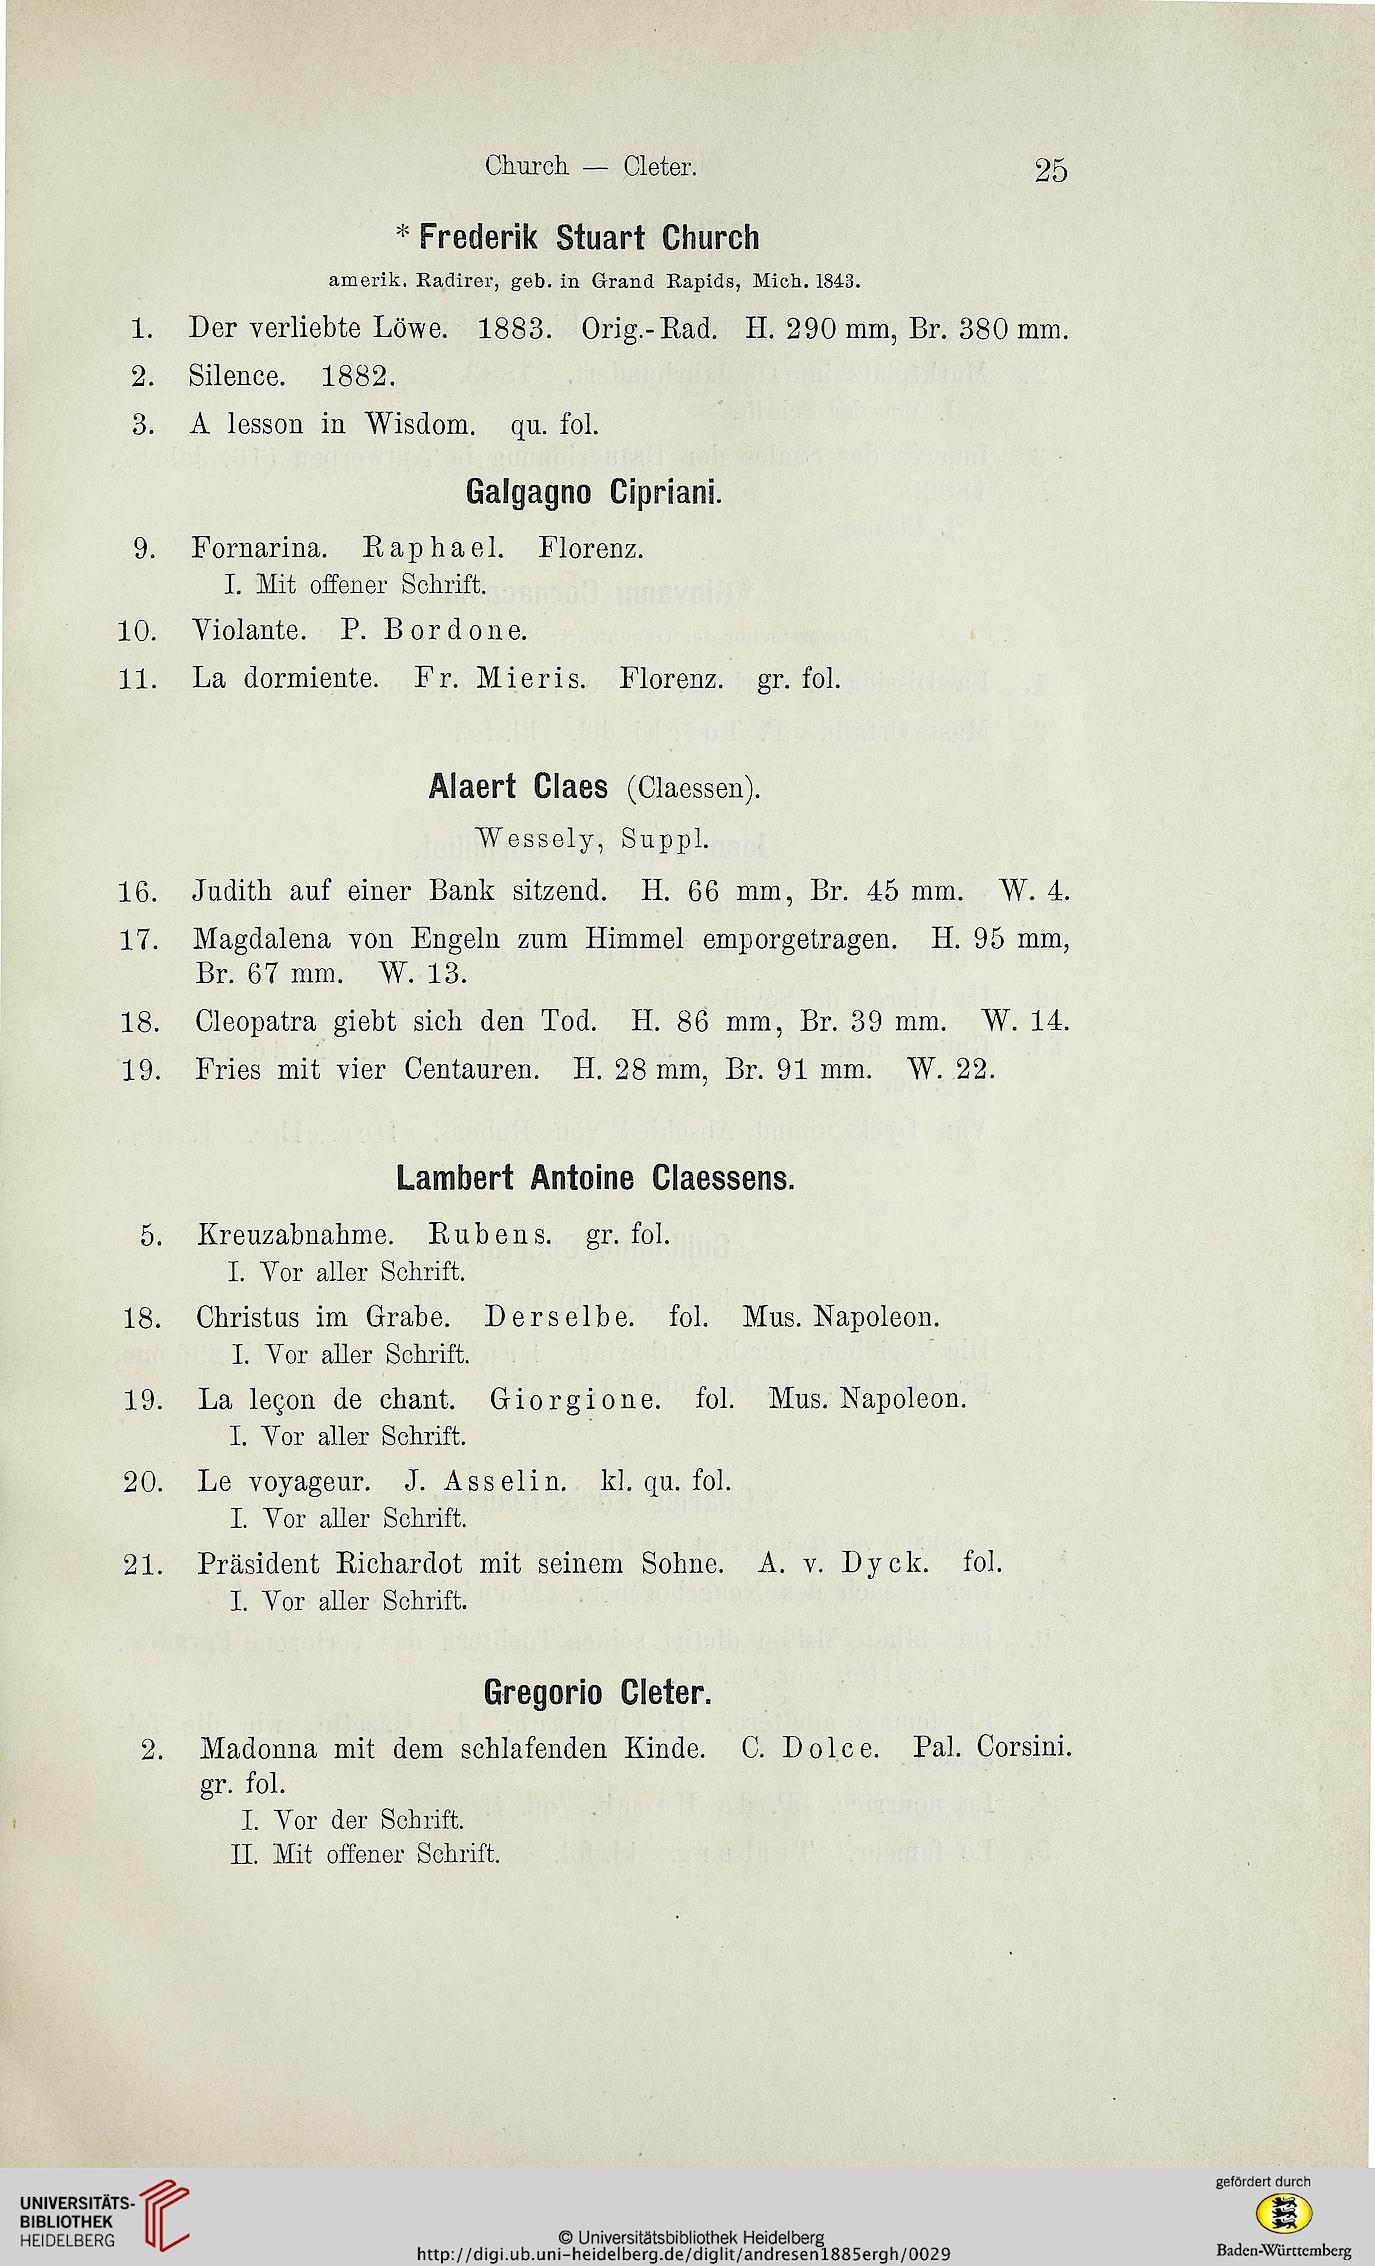 Church — Cleter. 25
* Frederik Stuart Church
amerik. Radirer, geb. in Grand Rapids, Mich. 1843.
1. Der verliebte Löwe. 1883. Orig.-Rad. H. 290 mm, Br. 380 mm.
2. Silence. 1882.
3. A lesson in Wisdom. qu. fol.
Galgagno Cipriani.
9. Fornarina. Raphael. Florenz.
I. Mit offener Schrift.
10. Violante. P. Bordone.
11. La dormiente. Fr. Mieris. Florenz. gr. fol.
Alaert Claes (Claessen).
Wessely, Suppl.
16. Judith auf einer Bank sitzend. H. 66 mm, Br. 45 mm. W. 4.
17. Magdalena von Engeln zum Himmel emporgetragen. H. 95 mm,
Br. 67 mm. W. 13.
18. Cleopatra giebt sich den Tod. H. 86 mm, Br. 39 mm. W. 14.
19. Fries mit vier Centauren. H. 28 mm, Br. 91 mm. W. 22.
Lambert Antoine Claessens.
5. Kreuzabnahme. Rubens. gr. fol.
I. Vor aller Schrift.
18. Christus im Grabe. Derselbe. fol. Mus. Napoleon.
I. Vor aller Schrift.
19. La leçon de chant. Giorgione. fol. Mus. Napoleon.
I. Vor aller Schrift.
20. Le voyageur. J. Asselin. kl. qu. fol.
I. Vor aller Schrift.
21. Präsident Richardot mit seinem Sohne. A. v. Dyck. fol.
I. Vor aller Schrift.
Gregorio Cleter.
2. Madonna mit dem schlafenden Kinde. C. Dolce. Pal. Corsini.
gr. fol.
I. Vor der Schrift.
II. Mit offener Schrift.
UNIVERSITÄTS-
BIBLIOTHEK
HEIDELBERG
© Universitätsbibliothek Heidelberg
http://digi.ub.uni-heidelberg.de/diglit/andresen1885ergh/0029
gefördert durch
Baden-Württemberg